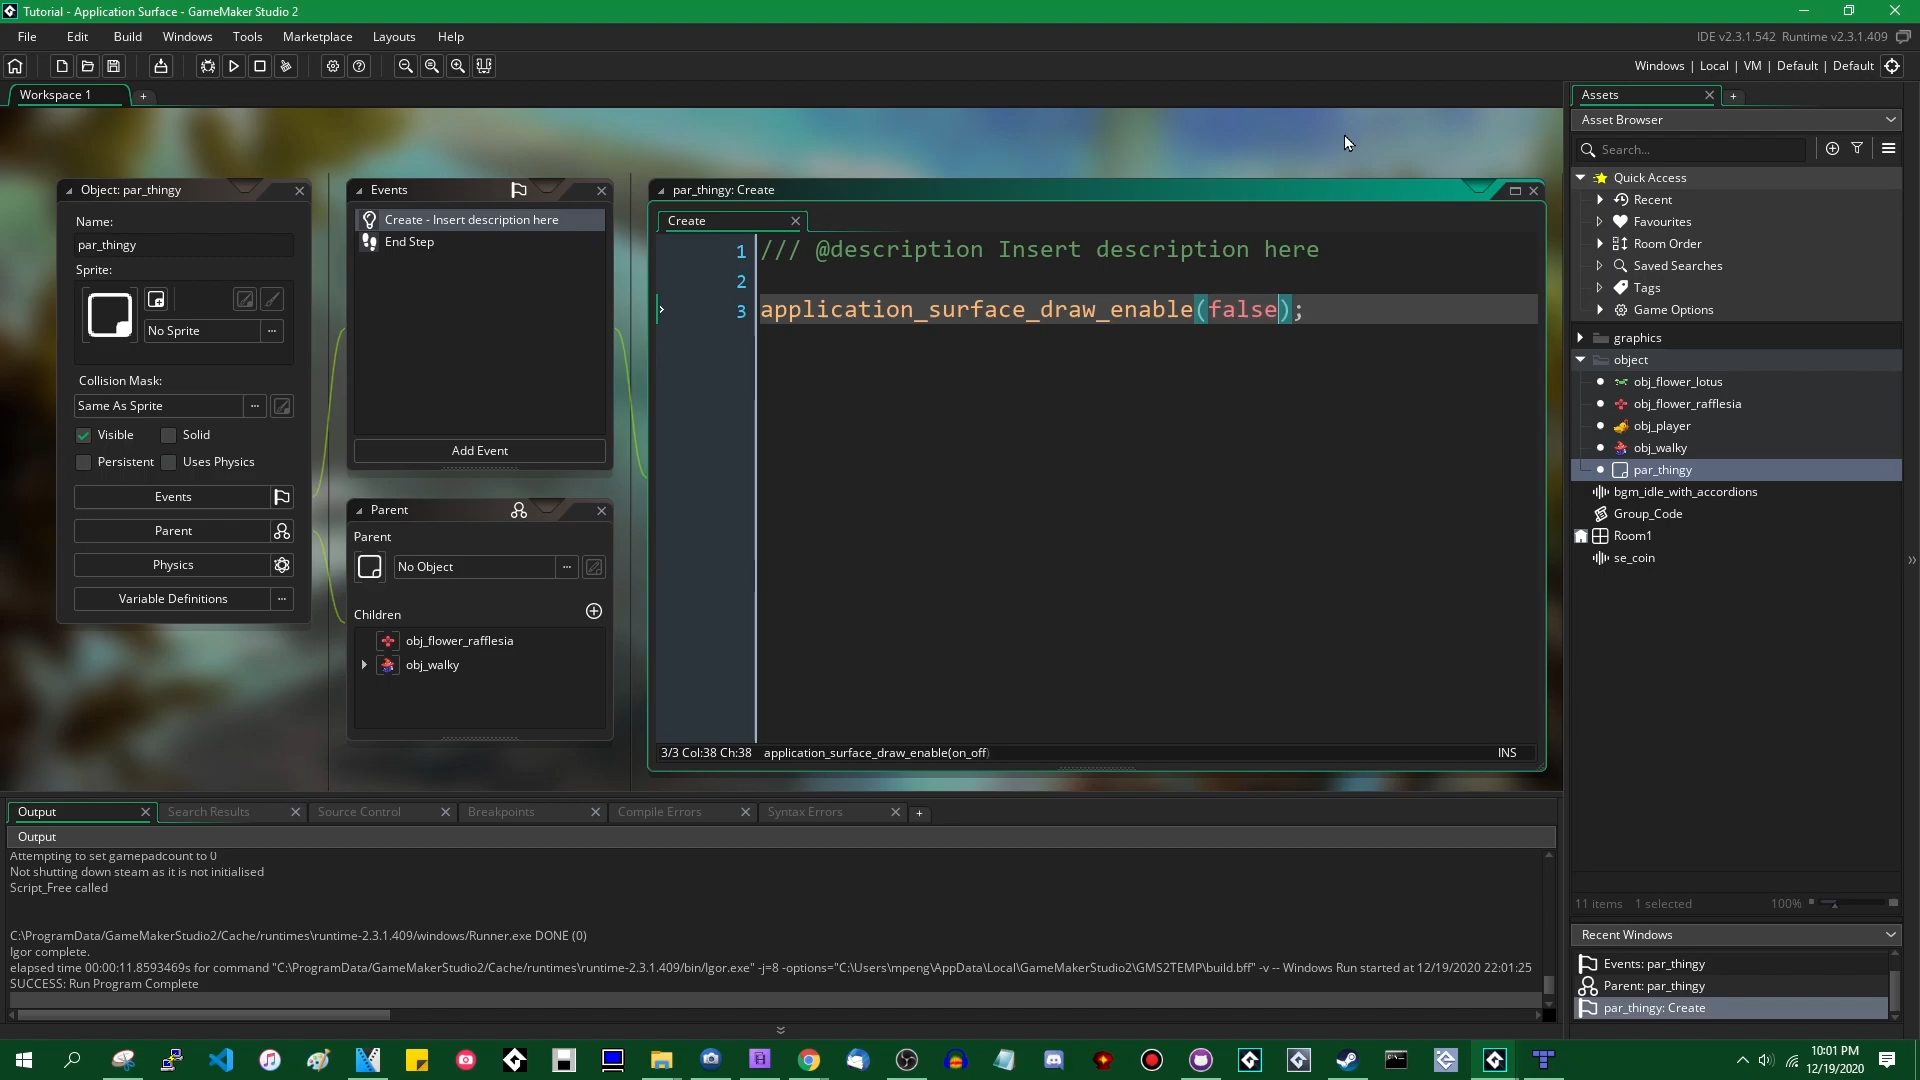 Tutorial - Application Surface - GameMaker Studio 2
File Edit Build Windows Tools Marketplace Layouts Help
IDE v2.3.1.542 Runtime v2.3.1.409
Windows | Local | VM | Default | Default
Workspace 1
Object: par_thingy
Name:
par_thingy
Sprite:
No Sprite
Collision Mask:
Same As Sprite
Visible Solid
Persistent Uses Physics
Events
Parent
Physics
Variable Definitions
Events
Create - Insert description here
End Step
Add Event
Parent
Parent
No Object
Children
obj_flower_rafflesia
obj_walky
par_thingy: Create
Create
1 /// @description Insert description here
2
3 application_surface_draw_enable(false);
3/3 Col:38 Ch:38 application_surface_draw_enable(on_off) INS
Assets
Asset Browser
Search...
Quick Access
Recent
Favourites
Room Order
Saved Searches
Tags
Game Options
graphics
object
obj_flower_lotus
obj_flower_rafflesia
obj_player
obj_walky
par_thingy
bgm_idle_with_accordions
Group_Code
Room1
se_coin
11 items 1 selected 100%
Recent Windows
Events: par_thingy
Parent: par_thingy
par_thingy: Create
Output Search Results Source Control Breakpoints Compile Errors Syntax Errors
Output
Attempting to set gamepadcount to 0
Not shutting down steam as it is not initialised
Script_Free called
C:\ProgramData/GameMakerStudio2/Cache/runtimes\runtime-2.3.1.409/windows/Runner.exe DONE (0)
Igor complete.
elapsed time 00:00:11.8593469s for command "C:\ProgramData/GameMakerStudio2/Cache/runtimes\runtime-2.3.1.409/bin/Igor.exe" -j=8 -options="C:\Users\mpeng\AppData\Local\GameMakerStudio2\GMS2TEMP\build.bff" -v -- Windows Run started at 12/19/2020 22:01:25
SUCCESS: Run Program Complete
10:01 PM
12/19/2020